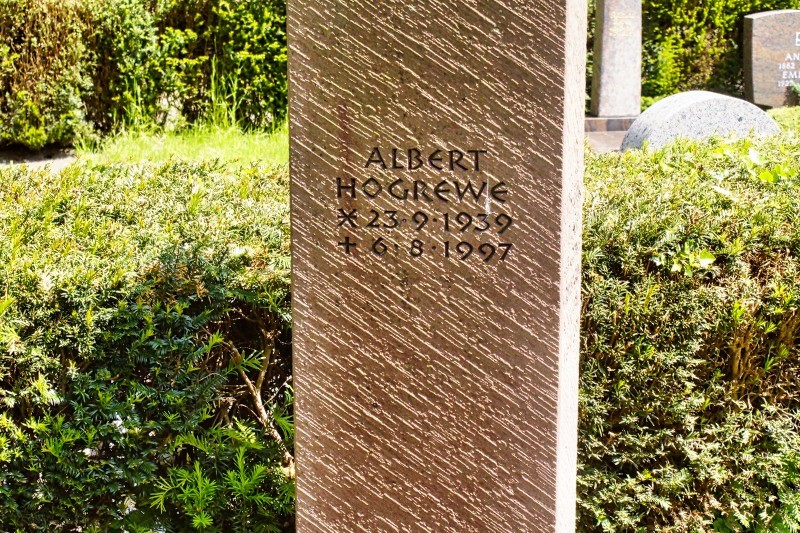 ALBERT
HOGREWE
* 23·9·1939
+ 6·8·1997